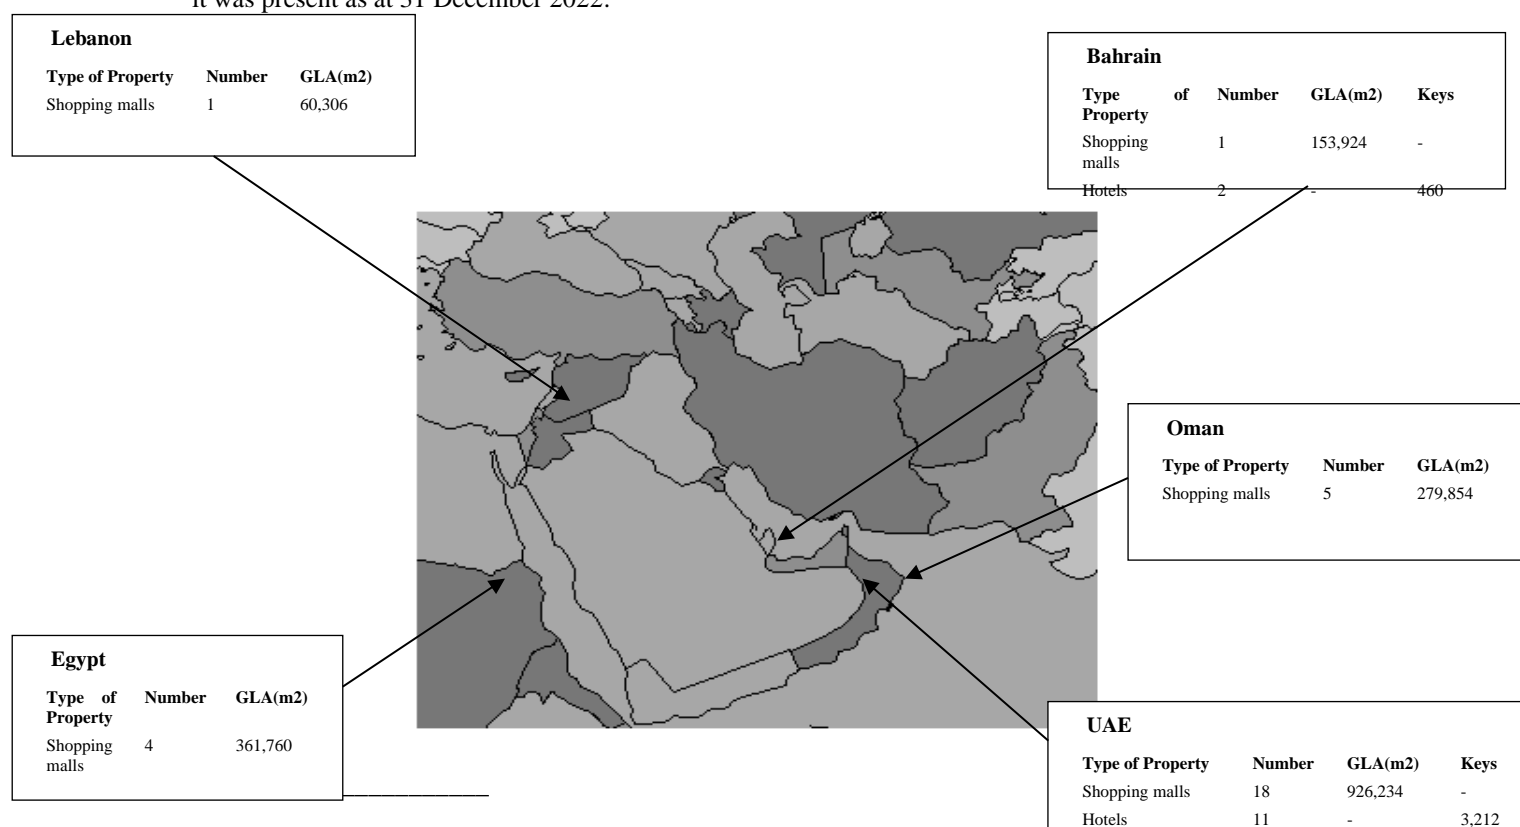 it was present as at 31 December 2022.
Lebanon
Type of Property Number GLA(m2)
Shopping malls 1 60,306
Bahrain
Type of Property Number GLA(m2) Keys
Shopping malls 1 153,924 -
Hotels 2 - 460
Oman
Type of Property Number GLA(m2)
Shopping malls 5 279,854
Egypt
Type of Property Number GLA(m2)
Shopping malls 4 361,760
UAE
Type of Property Number GLA(m2) Keys
Shopping malls 18 926,234 -
Hotels 11 - 3,212